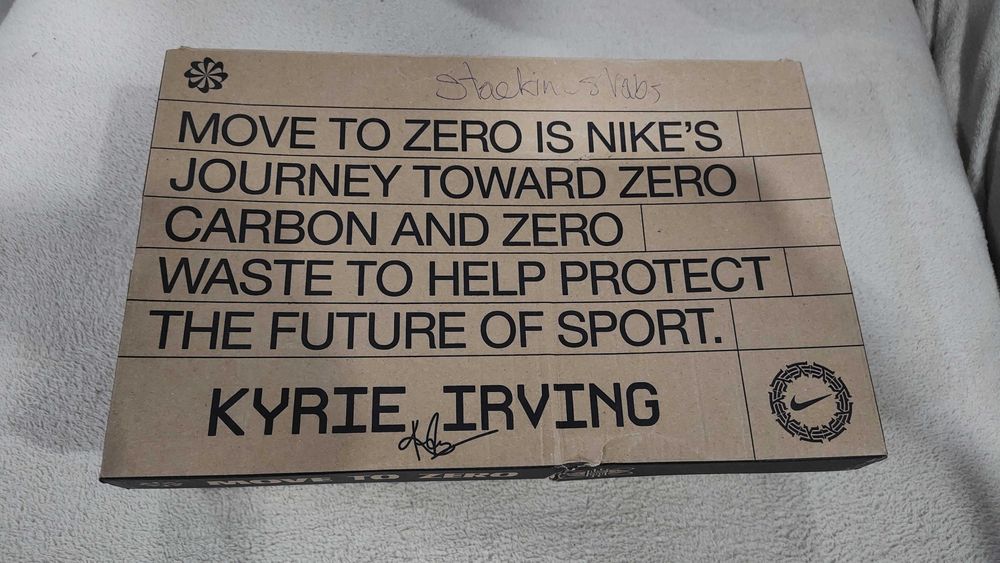 MOVE TO ZERO IS NIKE'S
JOURNEY TOWARD ZERO
CARBON AND ZERO
WASTE TO HELP PROTECT
THE FUTURE OF SPORT.
KYRIE IRVING
MOVE TO ZERO